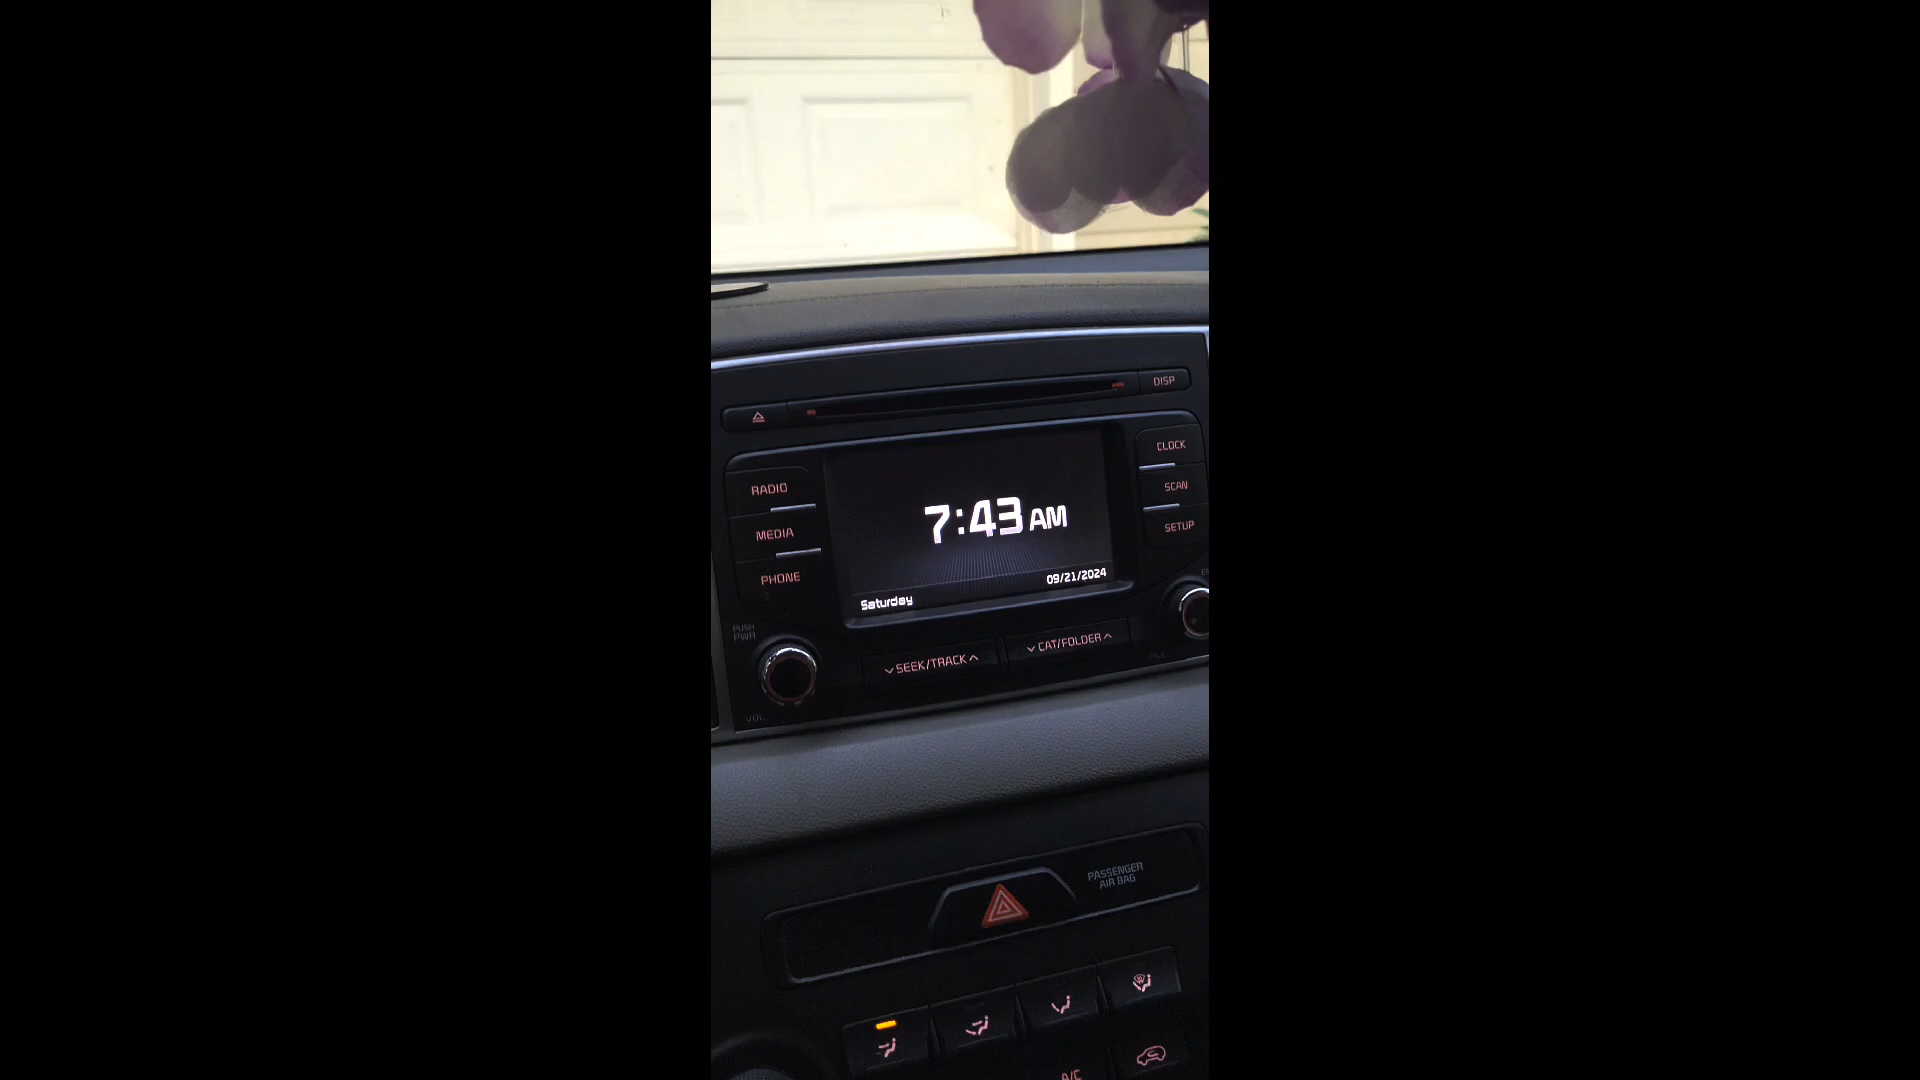 DISP
CLOCK
RADIO
SCAN
MEDIA
7:43 AM
SETUP
PHONE
09/21/2024
Saturday
PUSH
PWR
SEEK/TRACK
CAT/FOLDER
VOL
PASSENGER
AIR BAG
A/C